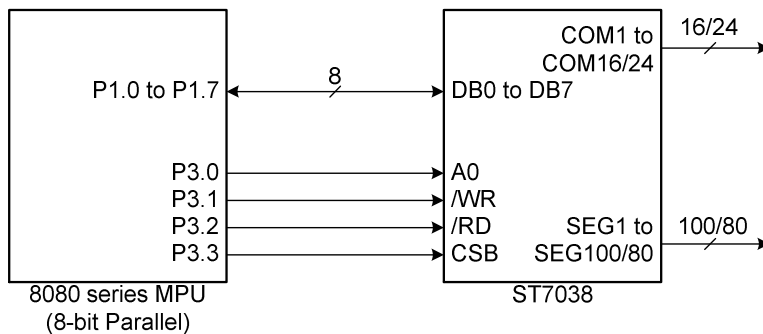 COM1 to
COM16/24
16/24
P1.0 to P1.7
8
DB0 to DB7
P3.0
A0
P3.1
/WR
P3.2
/RD
P3.3
CSB
SEG1 to
SEG100/80
100/80
8080 series MPU
(8-bit Parallel)
ST7038